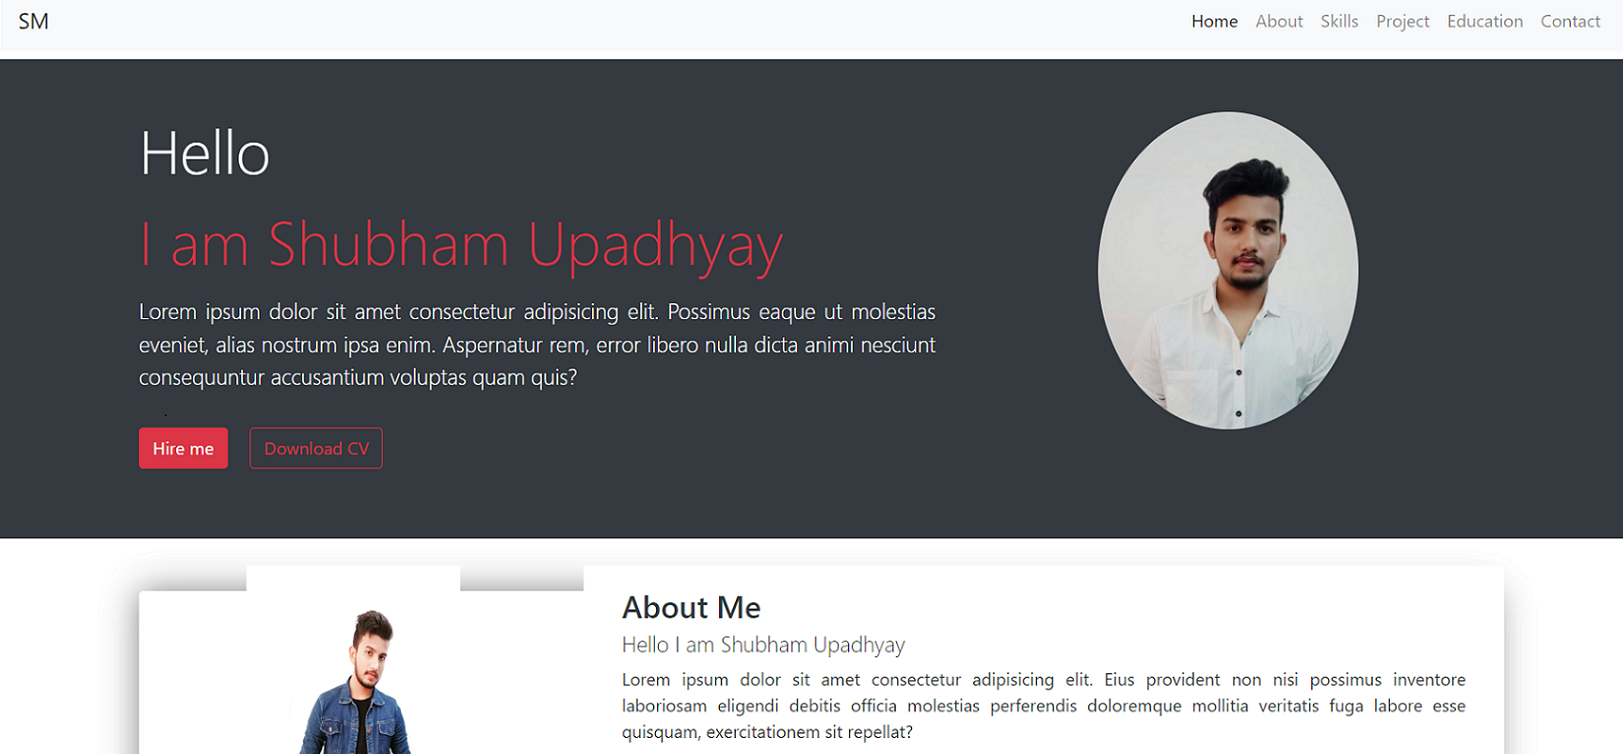 SM
Home About Skills Project Education Contact
Hello
I am Shubham Upadhyay
Lorem ipsum dolor sit amet consectetur adipisicing elit. Possimus eaque ut molestias
eveniet, alias nostrum ipsa enim. Aspernatur rem, error libero nulla dicta animi nesciunt
consequuntur accusantium voluptas quam quis?
Hire me Download CV
About Me
Hello I am Shubham Upadhyay
Lorem ipsum dolor sit amet consectetur adipisicing elit. Eius provident non nisi possimus inventore
laboriosam eligendi debitis officia molestias perferendis doloremque mollitia veritatis fuga labore esse
quisquam, exercitationem sit repellat?